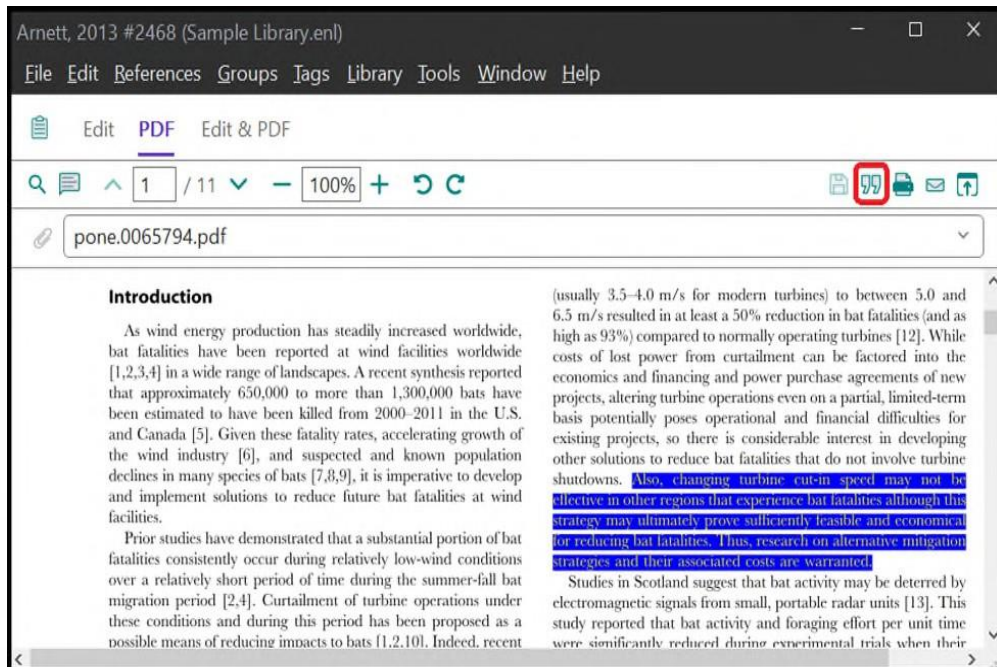 Arnett, 2013 #2468 (Sample Library.enl)
File Edit References Groups Tags Library Tools Window Help
Edit PDF Edit & PDF
1 / 11 100%
pone.0065794.pdf
Introduction
As wind energy production has steadily increased worldwide,
bat fatalities have been reported at wind facilities worldwide
[1,2,3,4] in a wide range of landscapes. A recent synthesis reported
that approximately 650,000 to more than 1,300,000 bats have
been estimated to have been killed from 2000–2011 in the U.S.
and Canada [5]. Given these fatality rates, accelerating growth of
the wind industry [6], and suspected and known population
declines in many species of bats [7,8,9], it is imperative to develop
and implement solutions to reduce future bat fatalities at wind
facilities.
Prior studies have demonstrated that a substantial portion of bat
fatalities consistently occur during relatively low-wind conditions
over a relatively short period of time during the summer-fall bat
migration period [2,4]. Curtailment of turbine operations under
these conditions and during this period has been proposed as a
possible means of reducing impacts to bats [1,2,10]. Indeed, recent
(usually 3.5–4.0 m/s for modern turbines) to between 5.0 and
6.5 m/s resulted in at least a 50% reduction in bat fatalities (and as
high as 93%) compared to normally operating turbines [12]. While
costs of lost power from curtailment can be factored into the
economics and financing and power purchase agreements of new
projects, altering turbine operations even on a partial, limited-term
basis potentially poses operational and financial difficulties for
existing projects, so there is considerable interest in developing
other solutions to reduce bat fatalities that do not involve turbine
shutdowns. Also, changing turbine cut-in speed may not be
effective in other regions that experience bat fatalities although this
strategy may ultimately prove sufficiently feasible and economical
for reducing bat fatalities. Thus, research on alternative mitigation
strategies and their associated costs are warranted.
Studies in Scotland suggest that bat activity may be deterred by
electromagnetic signals from small, portable radar units [13]. This
study reported that bat activity and foraging effort per unit time
were significantly reduced during experimental trials when their